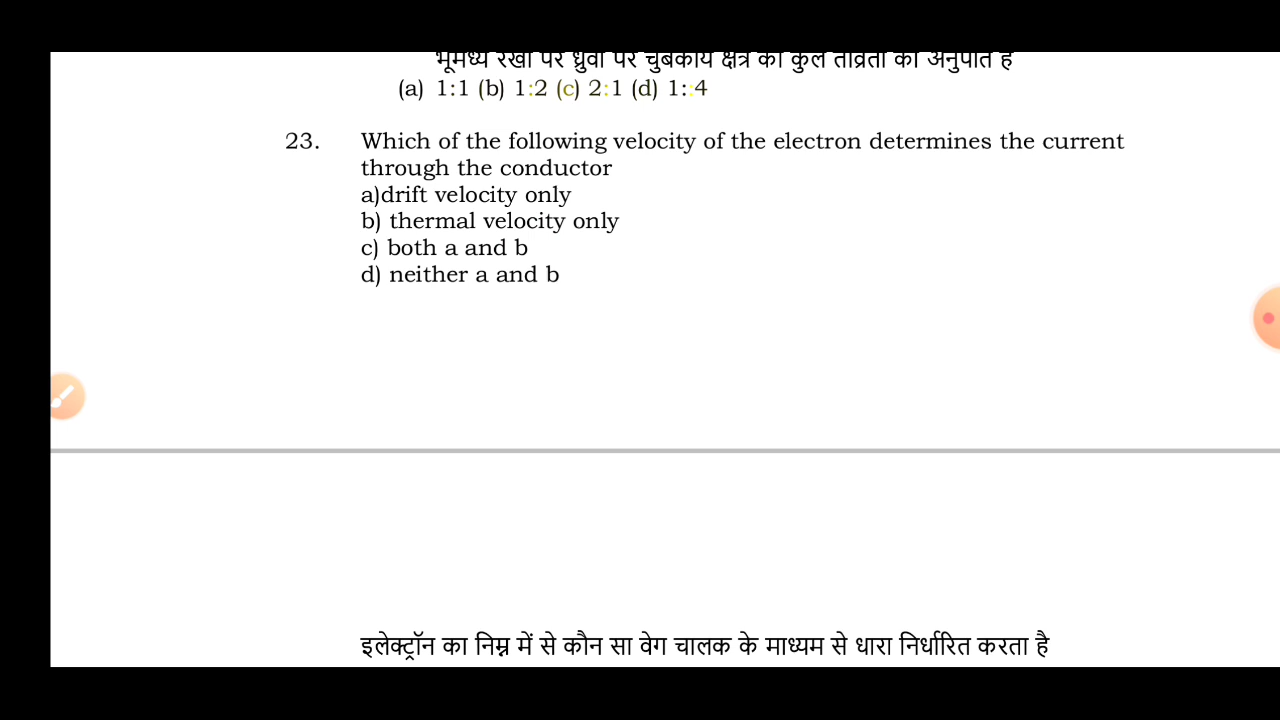 भूमध्य रेखा पर ध्रुवों पर चुंबकीय क्षेत्र की कुल तीव्रता का अनुपात है
(a) 1:1 (b) 1:2 (c) 2:1 (d) 1::4
23. Which of the following velocity of the electron determines the current
through the conductor
a)drift velocity only
b) thermal velocity only
c) both a and b
d) neither a and b
इलेक्ट्रॉन का निम्न में से कौन सा वेग चालक के माध्यम से धारा निर्धारित करता है